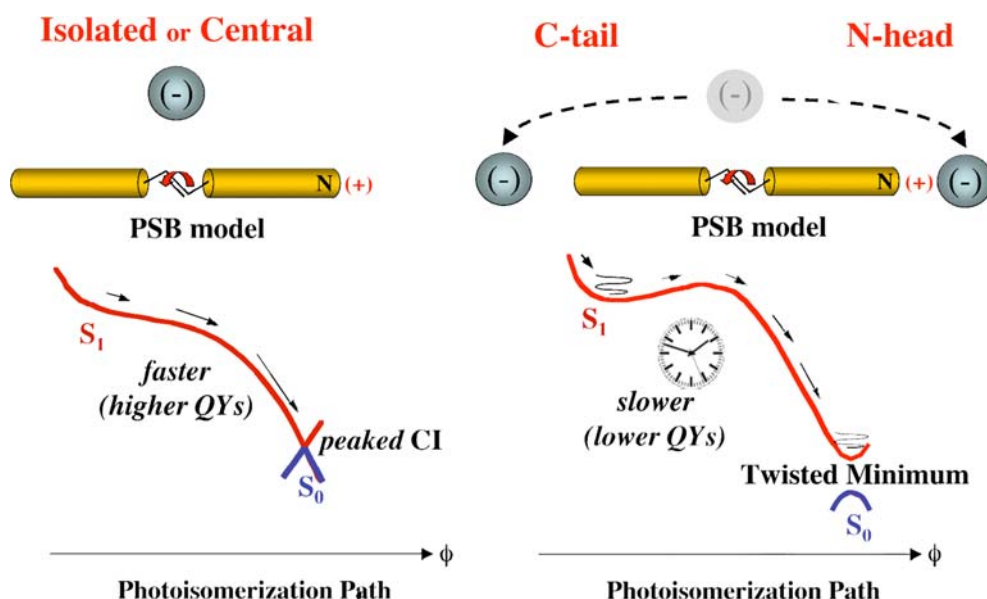 Isolated or Central
(-)
N (+)
PSB model
S1
faster
(higher QYs)
peaked CI
S0
ϕ
Photoisomerization Path
C-tail N-head
(-)
(-) N (+) (-)
PSB model
S1
slower
(lower QYs)
Twisted Minimum
S0
ϕ
Photoisomerization Path